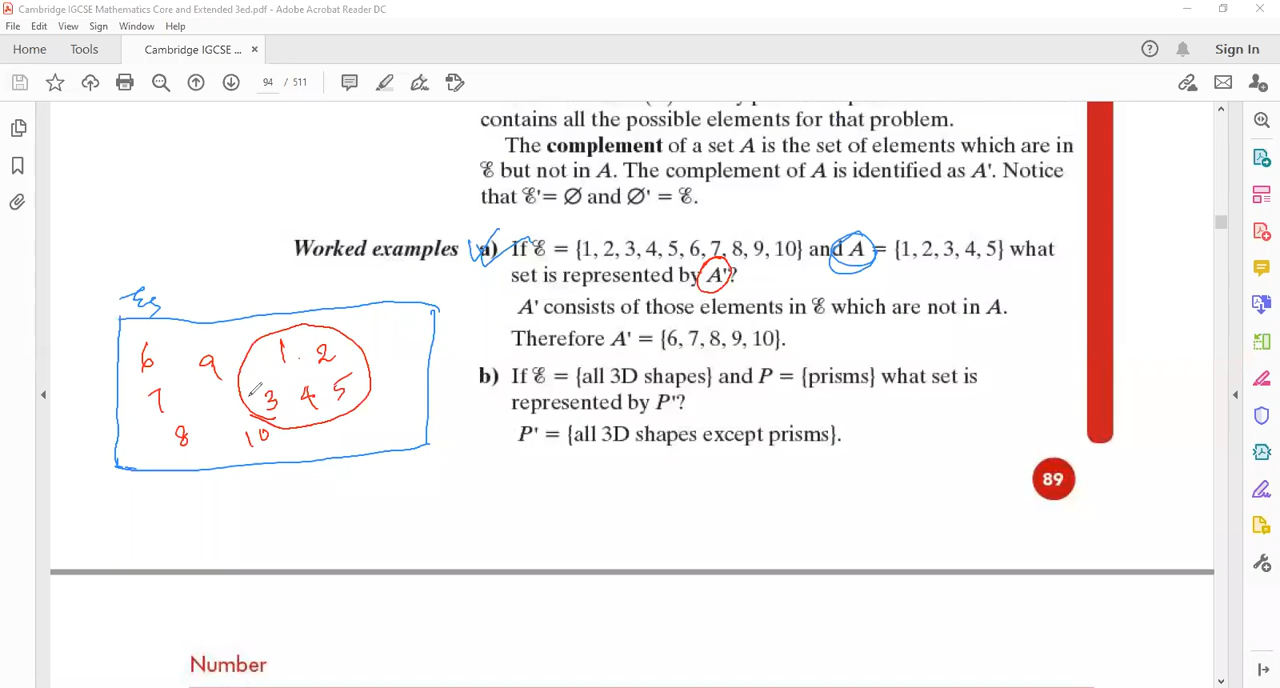 Cambridge IGCSE Mathematics Core and Extended 3ed.pdf - Adobe Acrobat Reader DC
File Edit View Sign Window Help
Home Tools Cambridge IGCSE ... × Sign In
94 / 511
contains all the possible elements for that problem.
The complement of a set A is the set of elements which are in
ℰ but not in A. The complement of A is identified as A'. Notice
that ℰ'= Ø and Ø' = ℰ.
Worked examples a) If ℰ = {1, 2, 3, 4, 5, 6, 7, 8, 9, 10} and A = {1, 2, 3, 4, 5} what
set is represented by A'?
A' consists of those elements in ℰ which are not in A.
Therefore A' = {6, 7, 8, 9, 10}.
b) If ℰ = {all 3D shapes} and P = {prisms} what set is
represented by P'?
P' = {all 3D shapes except prisms}.
6 9 1 . 2
7 3 4 5
8 10
89
Number